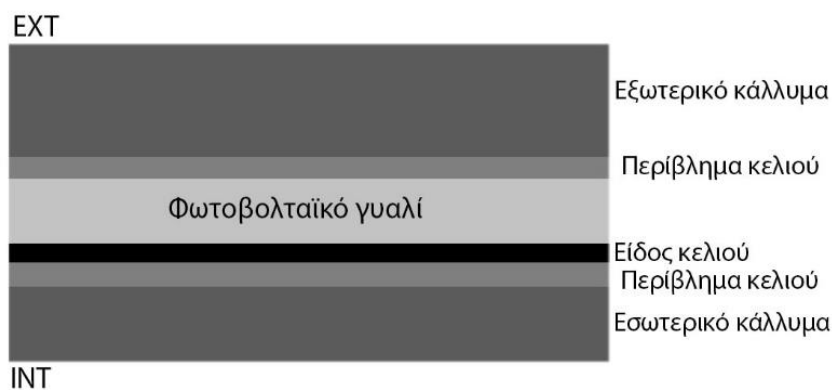 EXT
Εξωτερικό κάλλυμα
Περίβλημα κελιού
Φωτοβολταϊκό γυαλί
Είδος κελιού
Περίβλημα κελιού
Εσωτερικό κάλλυμα
INT